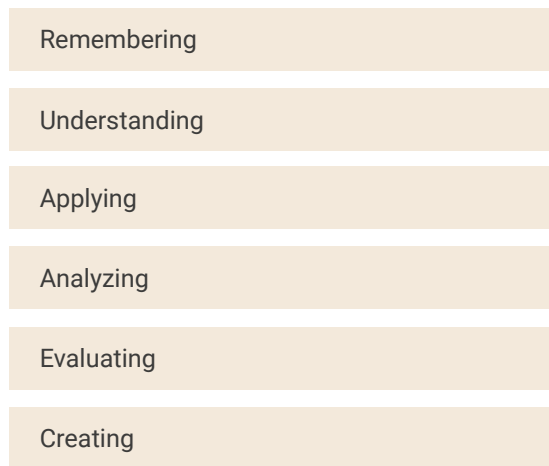 Remembering
Understanding
Applying
Analyzing
Evaluating
Creating